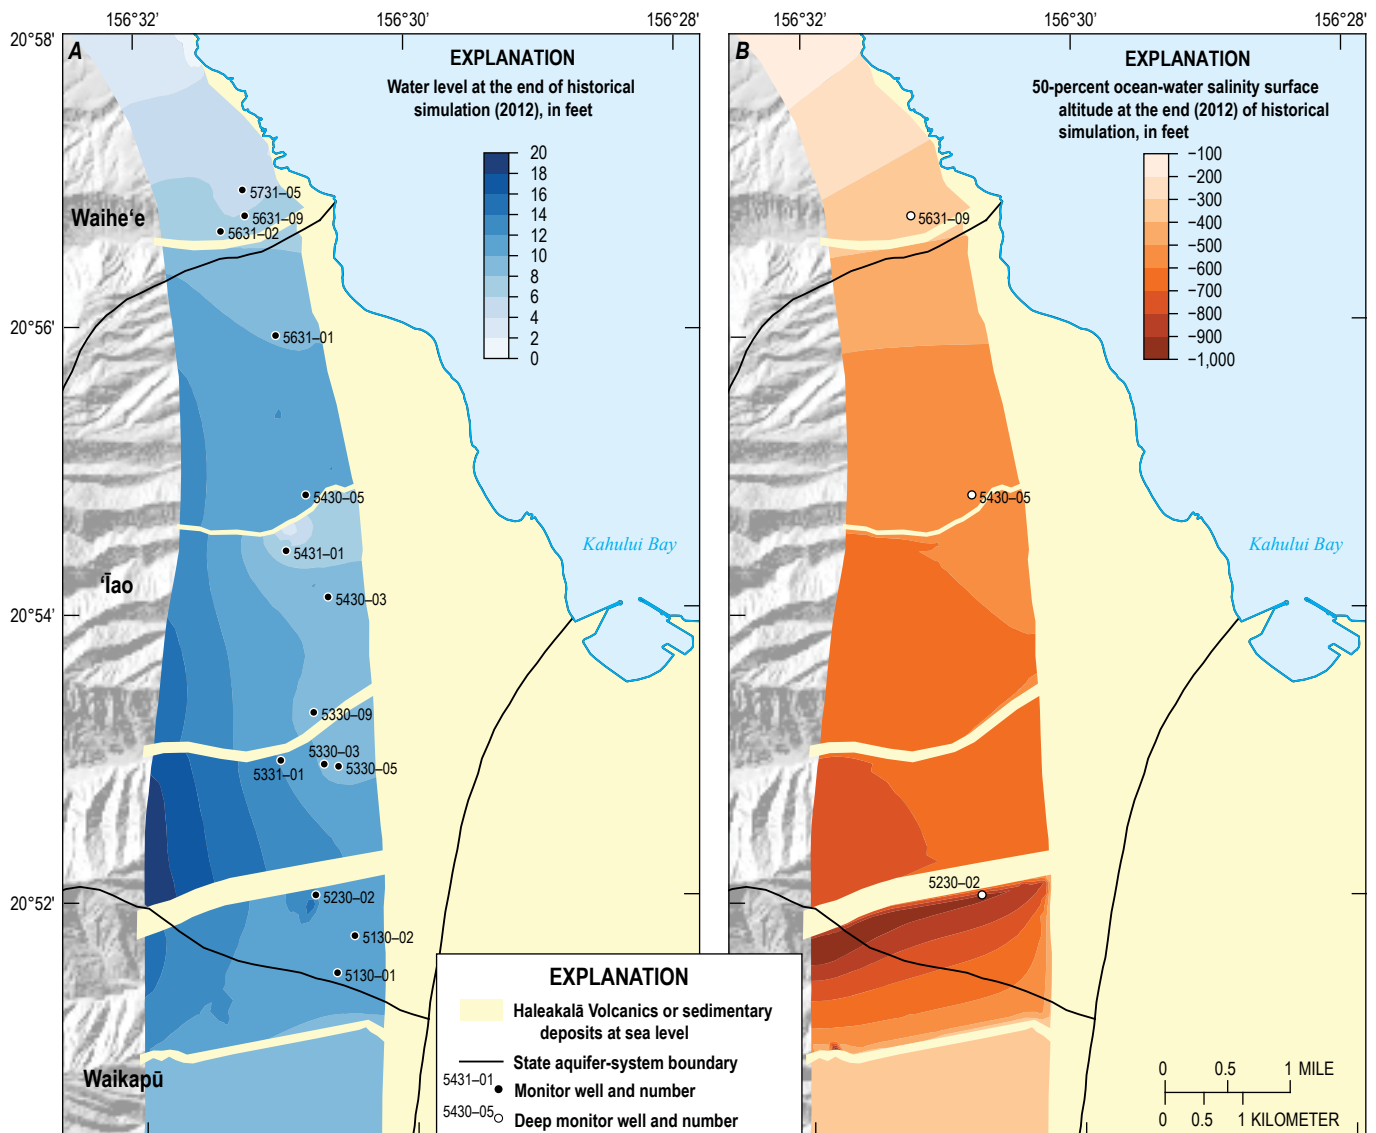 156°32'
156°30'
156°28'
156°32'
156°30'
156°28'
20°58'
20°56'
20°54'
20°52'
A
EXPLANATION
Water level at the end of historical
simulation (2012), in feet
20
18
16
14
12
10
8
6
4
2
0
Waiheʻe
5731–05
5631–09
5631–02
5631–01
5430–05
5431–01
ʻĪao
5430–03
5330–09
5330–03
5331–01
5330–05
5230–02
5130–02
5130–01
Waikapū
Kahului Bay
B
EXPLANATION
50-percent ocean-water salinity surface
altitude at the end (2012) of historical
simulation, in feet
−100
−200
−300
−400
−500
−600
−700
−800
−900
−1,000
5631–09
5430–05
Kahului Bay
5230–02
EXPLANATION
Haleakalā Volcanics or sedimentary
deposits at sea level
State aquifer-system boundary
5431–01 Monitor well and number
5430–05 Deep monitor well and number
0 0.5 1 MILE
0 0.5 1 KILOMETER